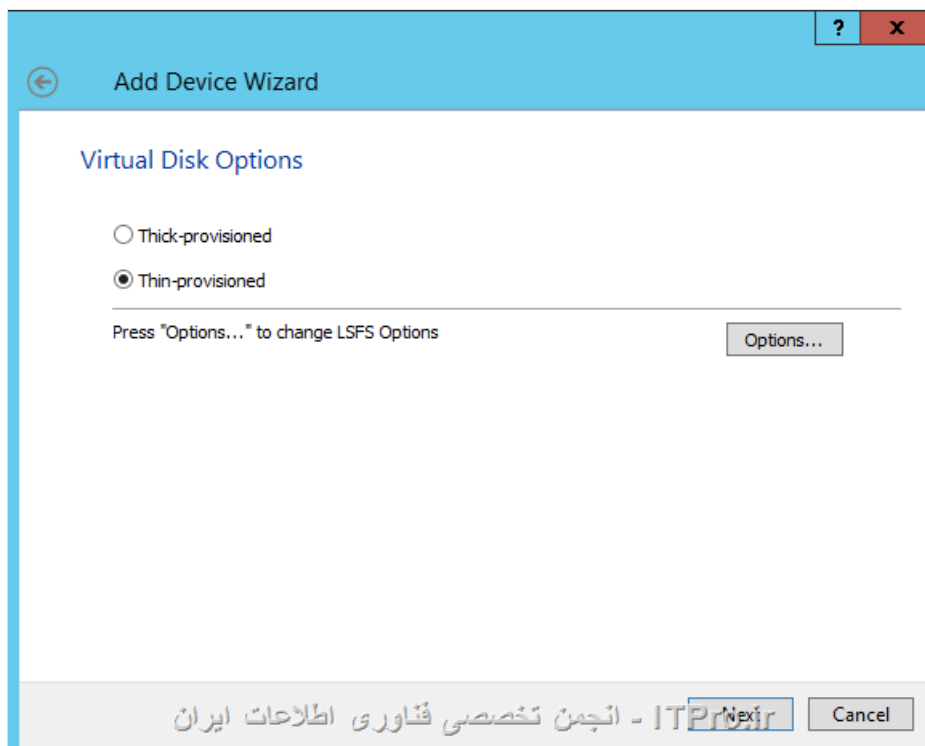 ? x
Add Device Wizard
Virtual Disk Options
Thick-provisioned
Thin-provisioned
Press "Options..." to change LSFS Options
Options...
ITPro.ir - انجمن تخصصی فناوری اطلاعات ایران
Next
Cancel